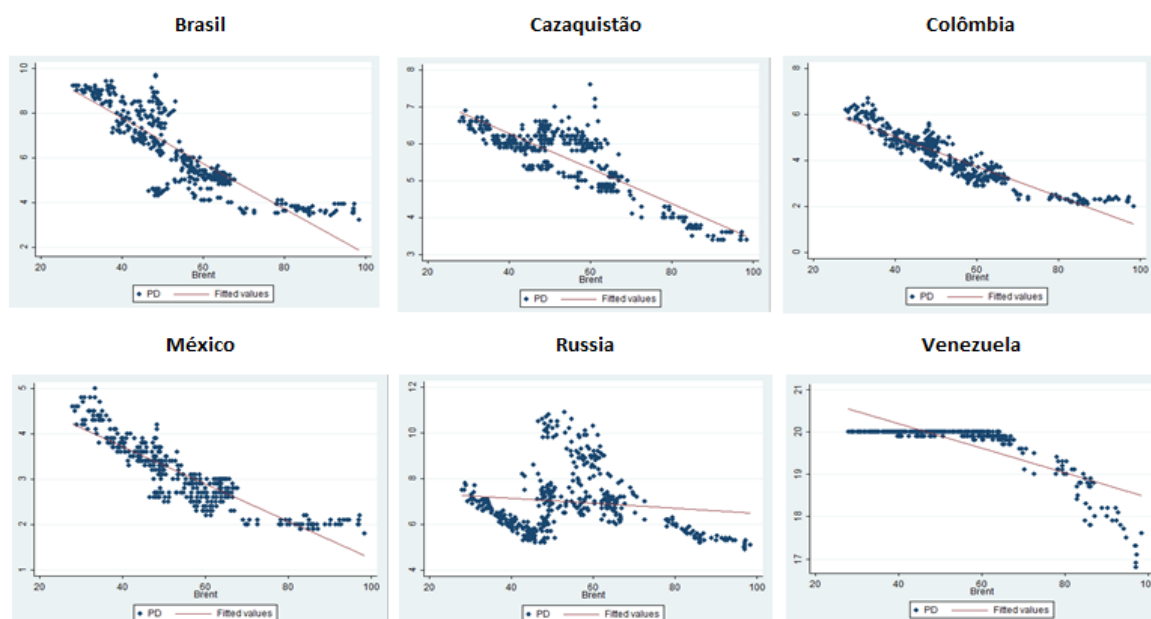 Brasil
Cazaquistão
Colômbia
10
8
6
4
2
20
40
60
80
100
Brent
PD
Fitted values
8
7
6
5
4
3
20
40
60
80
100
Brent
PD
Fitted values
8
6
4
2
0
20
40
60
80
100
Brent
PD
Fitted values
México
Russia
Venezuela
5
4
3
2
1
20
40
60
80
100
Brent
PD
Fitted values
12
10
8
6
4
20
40
60
80
100
Brent
PD
Fitted values
21
20
19
18
17
20
40
60
80
100
Brent
PD
Fitted values